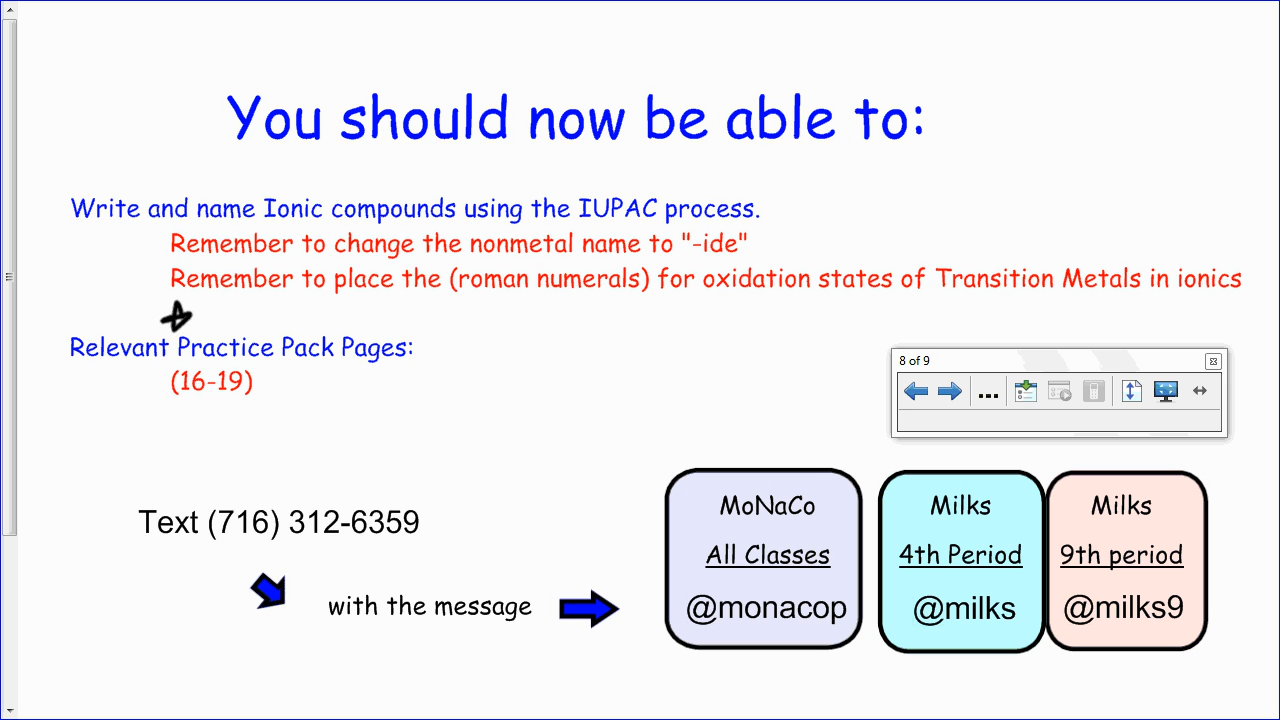 You should now be able to:
Write and name Ionic compounds using the IUPAC process.
Remember to change the nonmetal name to "-ide"
Remember to place the (roman numerals) for oxidation states of Transition Metals in ionics
Relevant Practice Pack Pages:
(16-19)
8 of 9
Text (716) 312-6359
with the message
MoNaCo
All Classes
@monacop
Milks
4th Period
@milks
Milks
9th period
@milks9